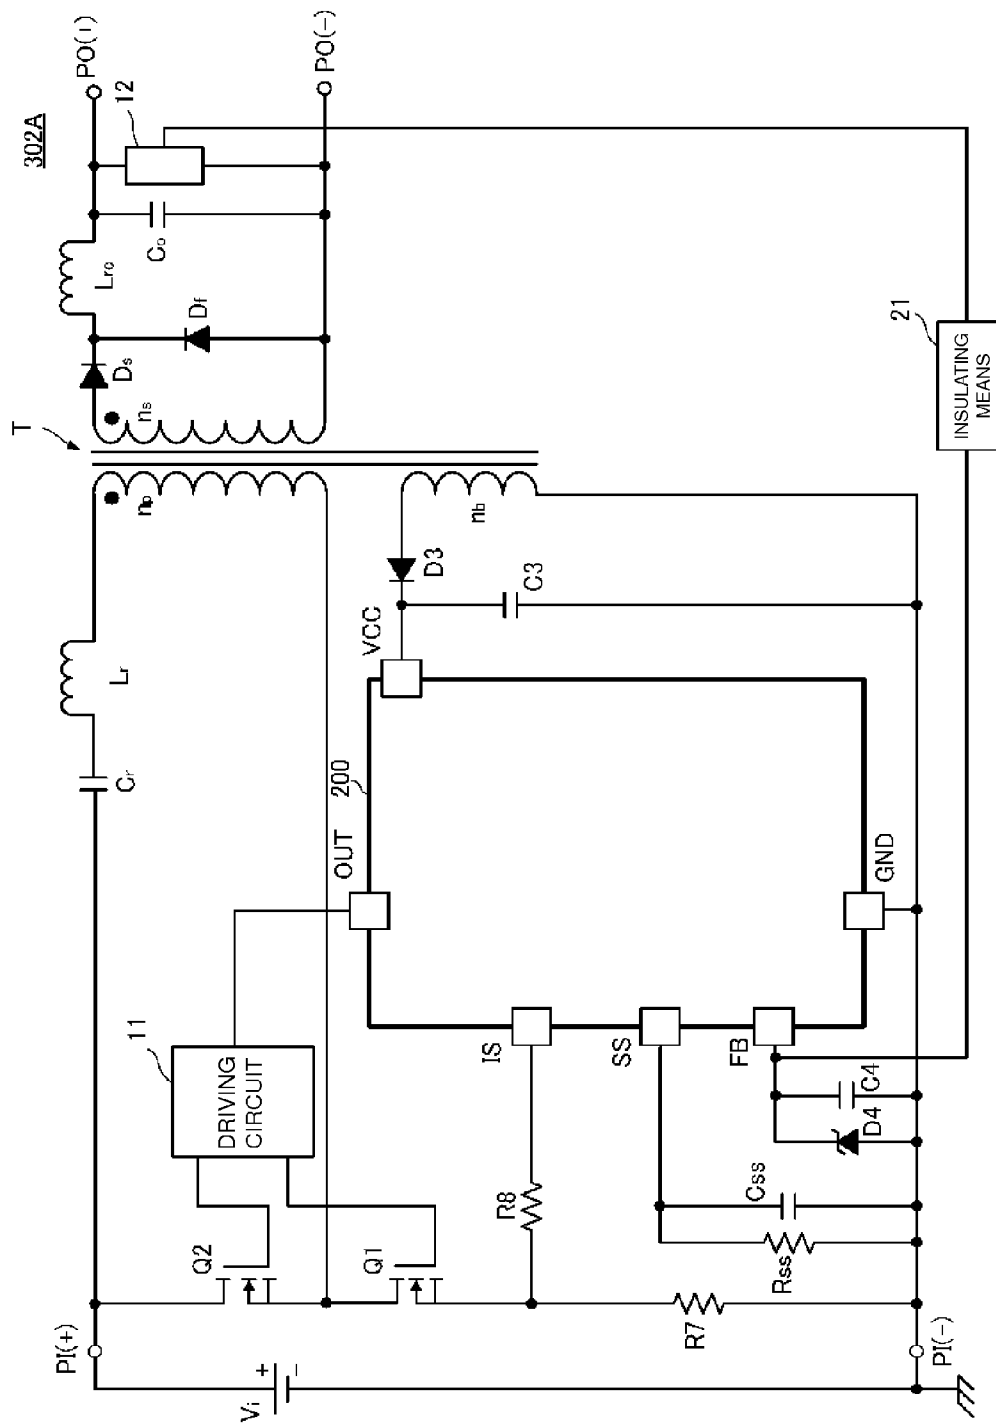 302A
PO(+)
PO(-)
12
Co
Lro
Df
Ds
ns
T
np
nb
Lr
Cr
D3
C3
VCC
200
OUT
GND
IS
SS
FB
11
DRIVING
CIRCUIT
21
INSULATING
MEANS
C4
D4
Css
Rss
R8
R7
Q2
Q1
PI(+)
PI(-)
Vi
+
-